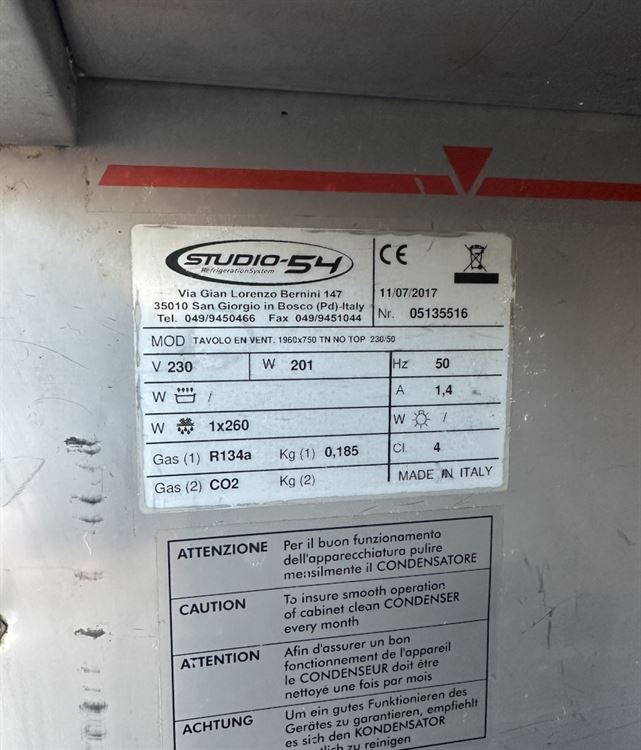 STUDIO-54
RefrigerationSystem
Via Gian Lorenzo Bernini 147
35010 San Giorgio in Bosco (Pd)-Italy
Tel. 049/9450466 Fax 049/9451044
CE
11/07/2017
Nr. 05135516
MOD TAVOLO EN VENT. 1960x750 TN NO TOP 230/50
V 230 W 201 Hz 50
W / A 1,4
W 1x260 W /
Gas (1) R134a Kg (1) 0,185 Cl. 4
Gas (2) CO2 Kg (2) MADE IN ITALY
ATTENZIONE Per il buon funzionamento
dell'apparecchiatura pulire
mensilmente il CONDENSATORE
CAUTION To insure smooth operation
of cabinet clean CONDENSER
every month
ATTENTION Afin d'assurer un bon
fonctionnement de l'appareil
le CONDENSEUR doit être
nettoyé une fois par mois
ACHTUNG Um ein gutes Funktionieren des
Gerätes zu garantieren, empfiehlt
es sich den KONDENSATOR
zu reinigen